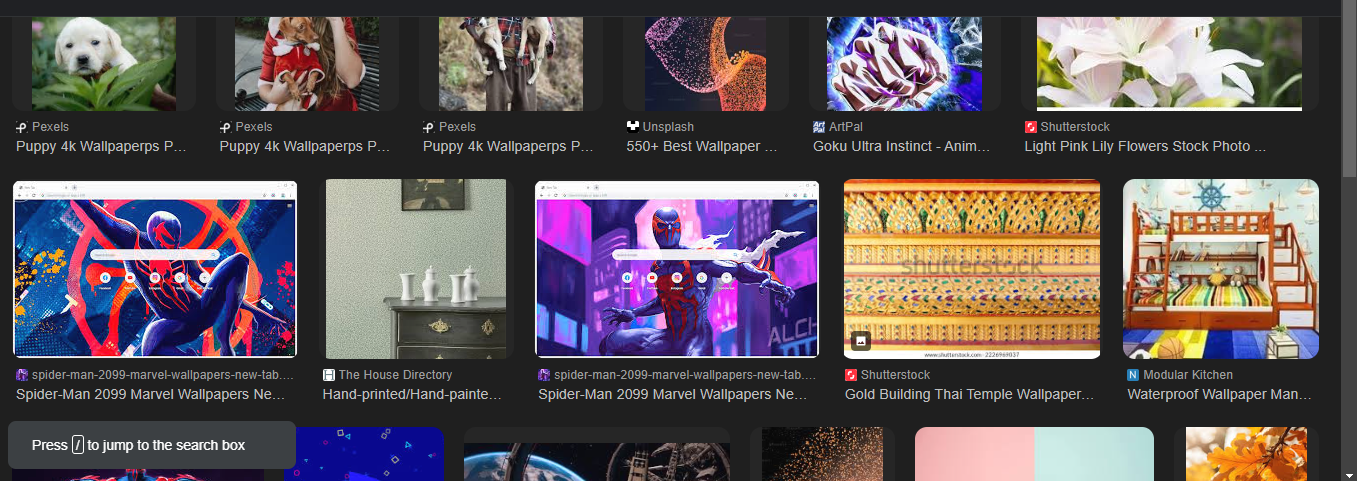 Pexels
Puppy 4k Wallpaperps P...
Pexels
Puppy 4k Wallpaperps P...
Pexels
Puppy 4k Wallpaperps P...
Unsplash
550+ Best Wallpaper ...
ArtPal
Goku Ultra Instinct - Anim...
Shutterstock
Light Pink Lily Flowers Stock Photo ...
shutterstock
www.shutterstock.com · 2226969037
ALCH
spider-man-2099-marvel-wallpapers-new-tab....
Spider-Man 2099 Marvel Wallpapers Ne...
The House Directory
Hand-printed/Hand-painte...
spider-man-2099-marvel-wallpapers-new-tab....
Spider-Man 2099 Marvel Wallpapers Ne...
Shutterstock
Gold Building Thai Temple Wallpaper...
Modular Kitchen
Waterproof Wallpaper Man...
Press / to jump to the search box